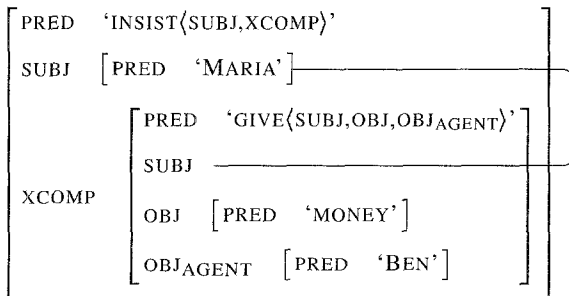 PRED ‘INSIST⟨SUBJ,XCOMP⟩’
SUBJ [PRED ‘MARIA’]
PRED ‘GIVE⟨SUBJ,OBJ,OBJAGENT⟩’
SUBJ
XCOMP
OBJ [PRED ‘MONEY’]
OBJAGENT [PRED ‘BEN’]